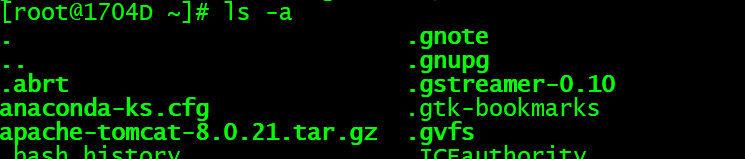 [root@1704D ~]# ls -a
. .gnote
.. .gnupg
.abrt .gstreamer-0.10
anaconda-ks.cfg .gtk-bookmarks
apache-tomcat-8.0.21.tar.gz .gvfs
.bash_history .ICEauthority